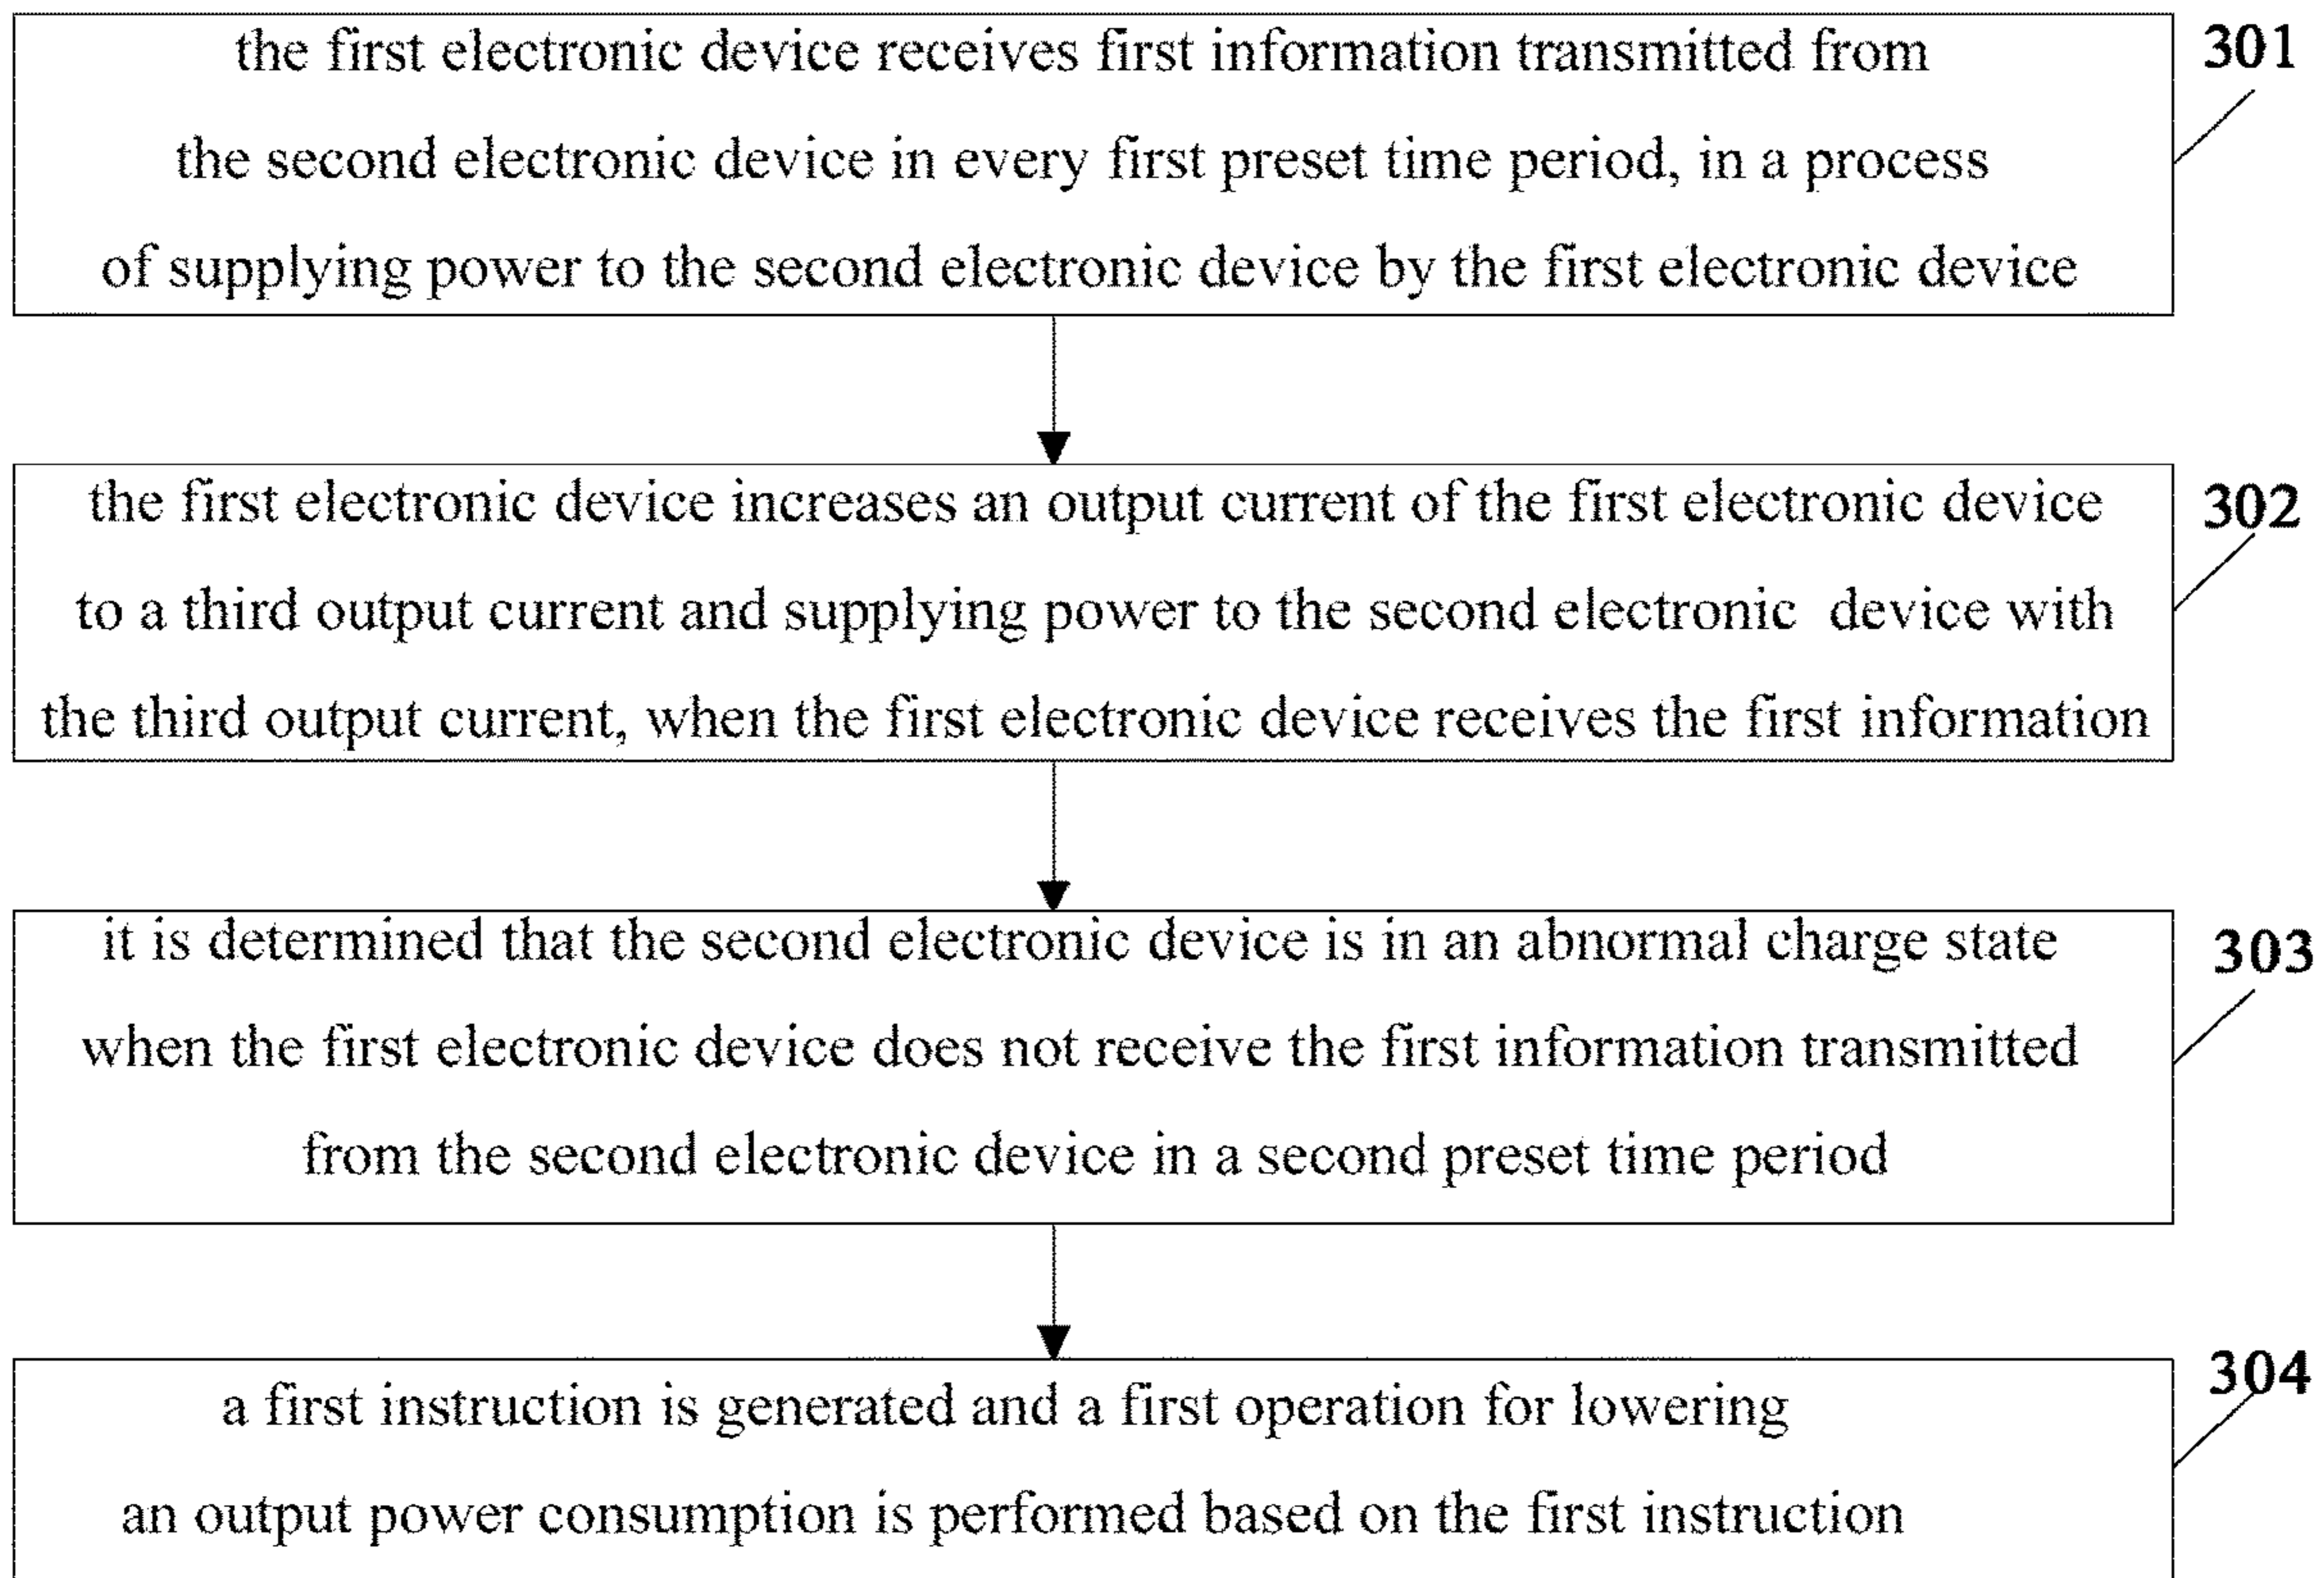 the first electronic device receives first information transmitted from
the second electronic device in every first preset time period, in a process
of supplying power to the second electronic device by the first electronic device
301
the first electronic device increases an output current of the first electronic device
to a third output current and supplying power to the second electronic device with
the third output current, when the first electronic device receives the first information
302
it is determined that the second electronic device is in an abnormal charge state
when the first electronic device does not receive the first information transmitted
from the second electronic device in a second preset time period
303
a first instruction is generated and a first operation for lowering
an output power consumption is performed based on the first instruction
304